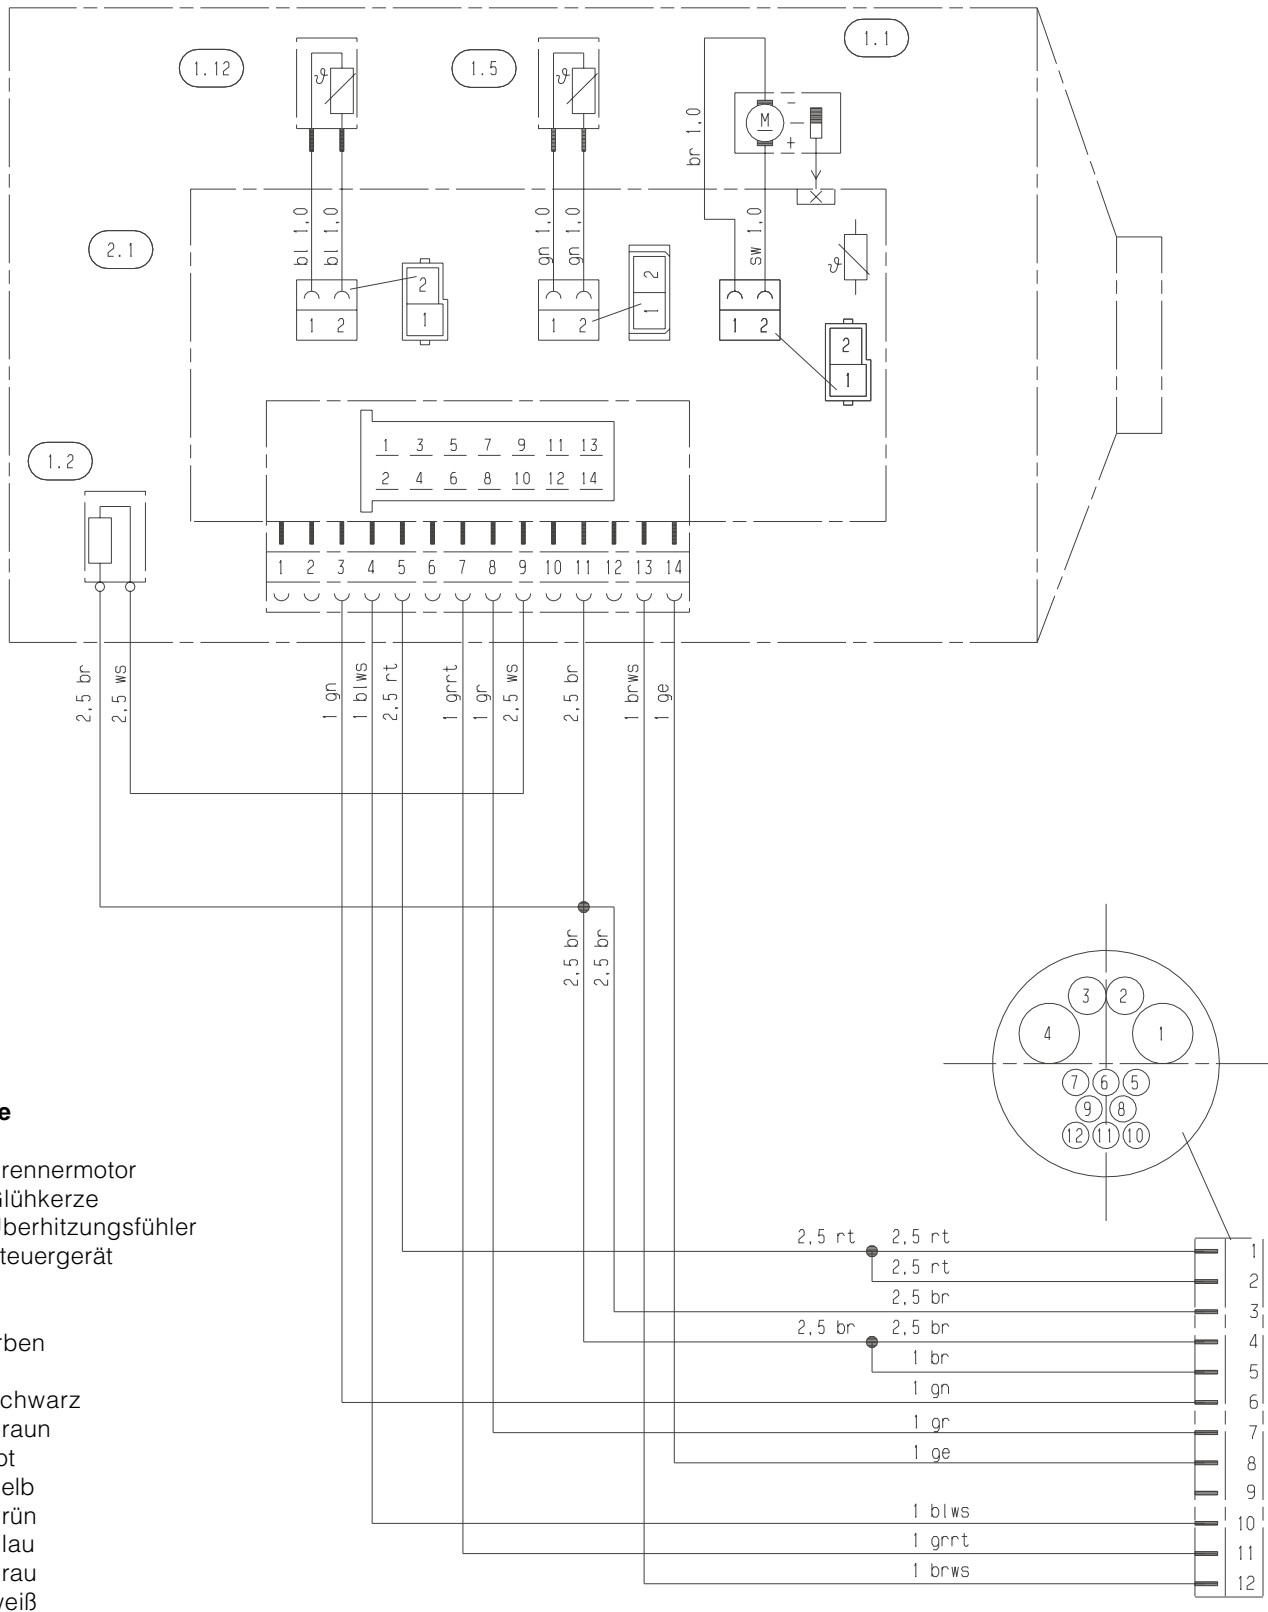 1.12
1.5
1.1
ϑ
ϑ
M
-
+
br 1,0
bl 1,0
bl 1,0
gn 1,0
gn 1,0
sw 1,0
2.1
ϑ
2
1
2
1
1 2
1 2
1 2
2
1
1.2
1 3 5 7 9 11 13
2 4 6 8 10 12 14
1 2 3 4 5 6 7 8 9 10 11 12 13 14
2,5 br
2,5 ws
1 gn
1 blws
2,5 rt
1 grrt
1 gr
2,5 ws
2,5 br
1 brws
1 ge
2,5 br
2,5 br
3 2
4 1
7 6 5
9 8
12 11 10
e
rennermotor
lühkerze
berhitzungsfühler
teuergerät
rben
chwarz
raun
ot
elb
rün
lau
rau
eiß
2,5 rt 2,5 rt 1
2,5 rt 2
2,5 br 3
2,5 br 2,5 br 4
1 br 5
1 gn 6
1 gr 7
1 ge 8
9
1 blws 10
1 grrt 11
1 brws 12